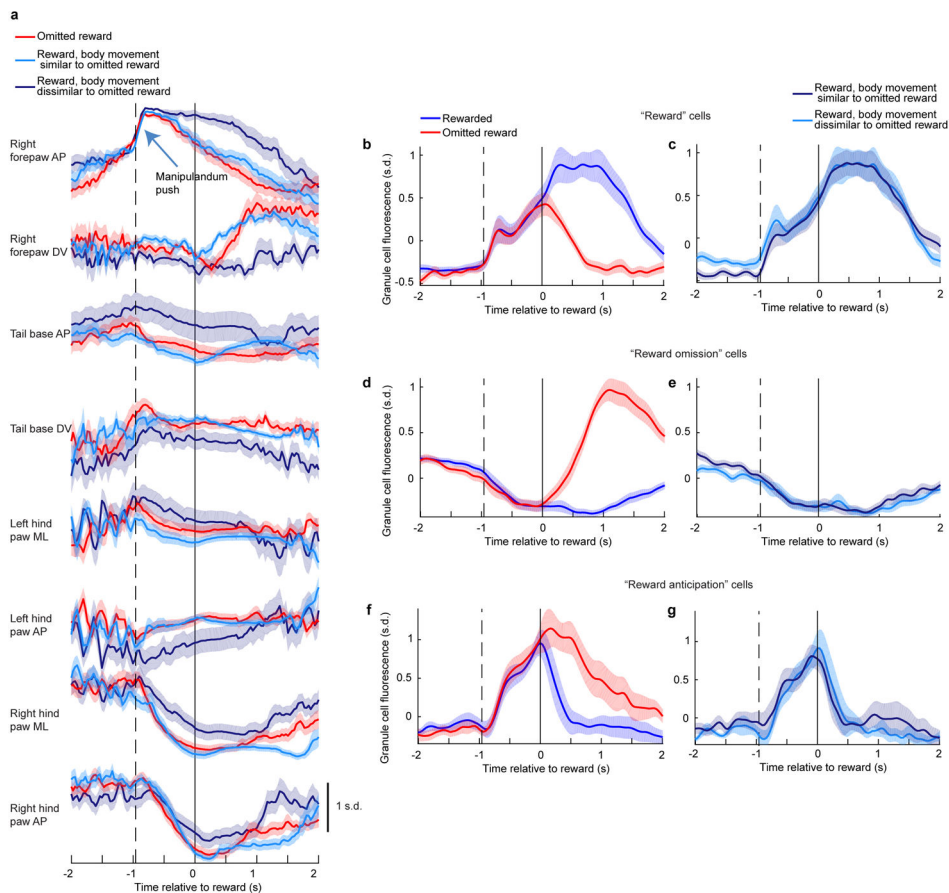 a
Omitted reward
Reward, body movement
similar to omitted reward
Reward, body movement
dissimilar to omitted reward
Right
forepaw AP
Manipulandum
push
Right
forepaw DV
Tail base AP
Tail base DV
Left hind
paw ML
Left hind
paw AP
Right hind
paw ML
Right hind
paw AP
1 s.d.
-2
-1
0
1
2
Time relative to reward (s)
"Reward" cells
Reward, body movement
similar to omitted reward
Reward, body movement
dissimilar to omitted reward
b
Rewarded
Omitted reward
Granule cell fluorescence (s.d.)
1
0.5
0
-0.5
-2
-1
0
1
2
Time relative to reward (s)
c
1
0.5
0
-2
-1
0
1
2
Time relative to reward (s)
"Reward omission" cells
d
Granule cell fluorescence (s.d.)
1
0.5
0
-2
-1
0
1
2
Time relative to reward (s)
e
1
0.5
0
-2
-1
0
1
2
Time relative to reward (s)
"Reward anticipation" cells
f
Granule cell fluorescence (s.d.)
1
0.5
0
-2
-1
0
1
2
Time relative to reward (s)
g
1
0.5
0
-2
-1
0
1
2
Time relative to reward (s)